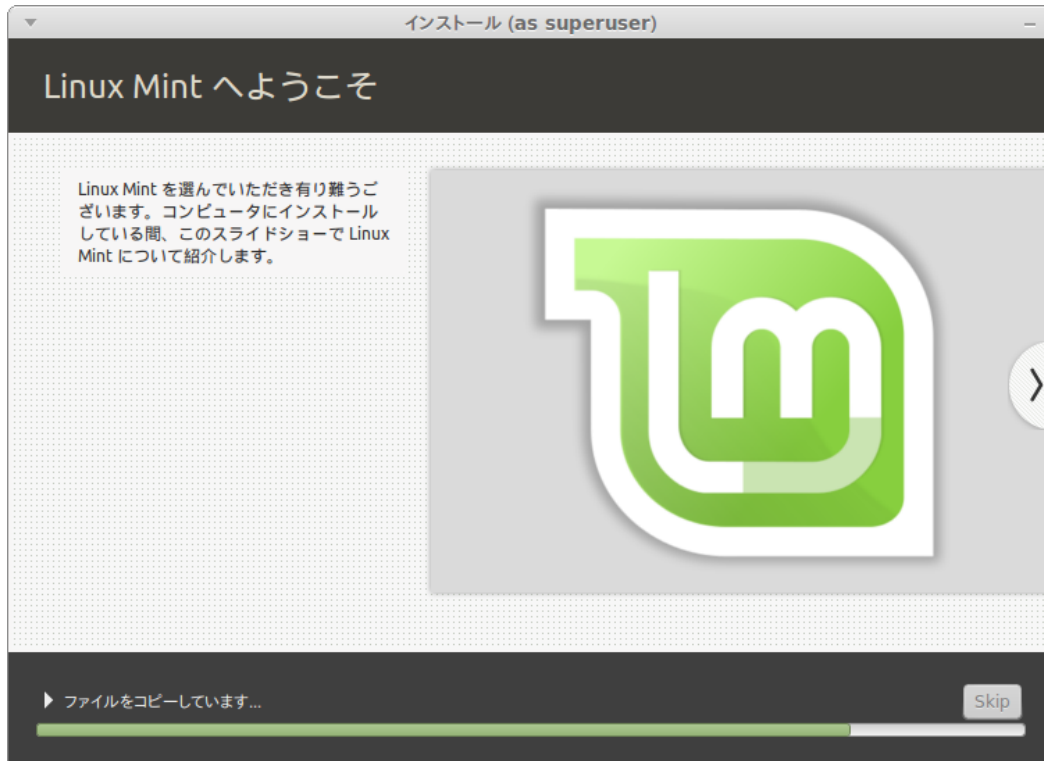 インストール (as superuser)
Linux Mint へようこそ
Linux Mint を選んでいただき有り難うご
ざいます。コンピュータにインストール
している間、このスライドショーで Linux
Mint について紹介します。
ファイルをコピーしています...
Skip